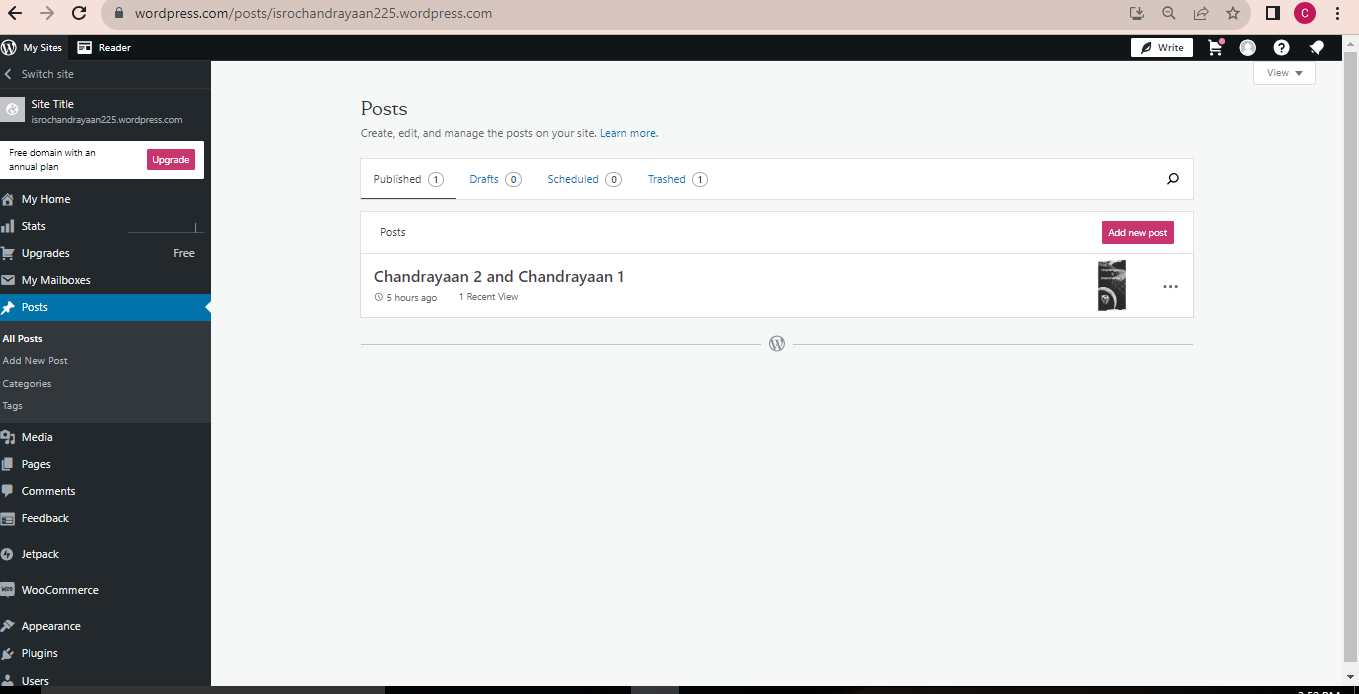 wordpress.com/posts/isrochandrayaan225.wordpress.com
C
My Sites
Reader
Write
Switch site
View
Site Title
isrochandrayaan225.wordpress.com
Free domain with an
annual plan
Upgrade
My Home
Stats
Upgrades Free
My Mailboxes
Posts
All Posts
Add New Post
Categories
Tags
Media
Pages
Comments
Feedback
Jetpack
WooCommerce
Appearance
Plugins
Users
Posts
Create, edit, and manage the posts on your site. Learn more.
Published 1 Drafts 0 Scheduled 0 Trashed 1
Posts
Add new post
Chandrayaan 2 and Chandrayaan 1
5 hours ago 1 Recent View